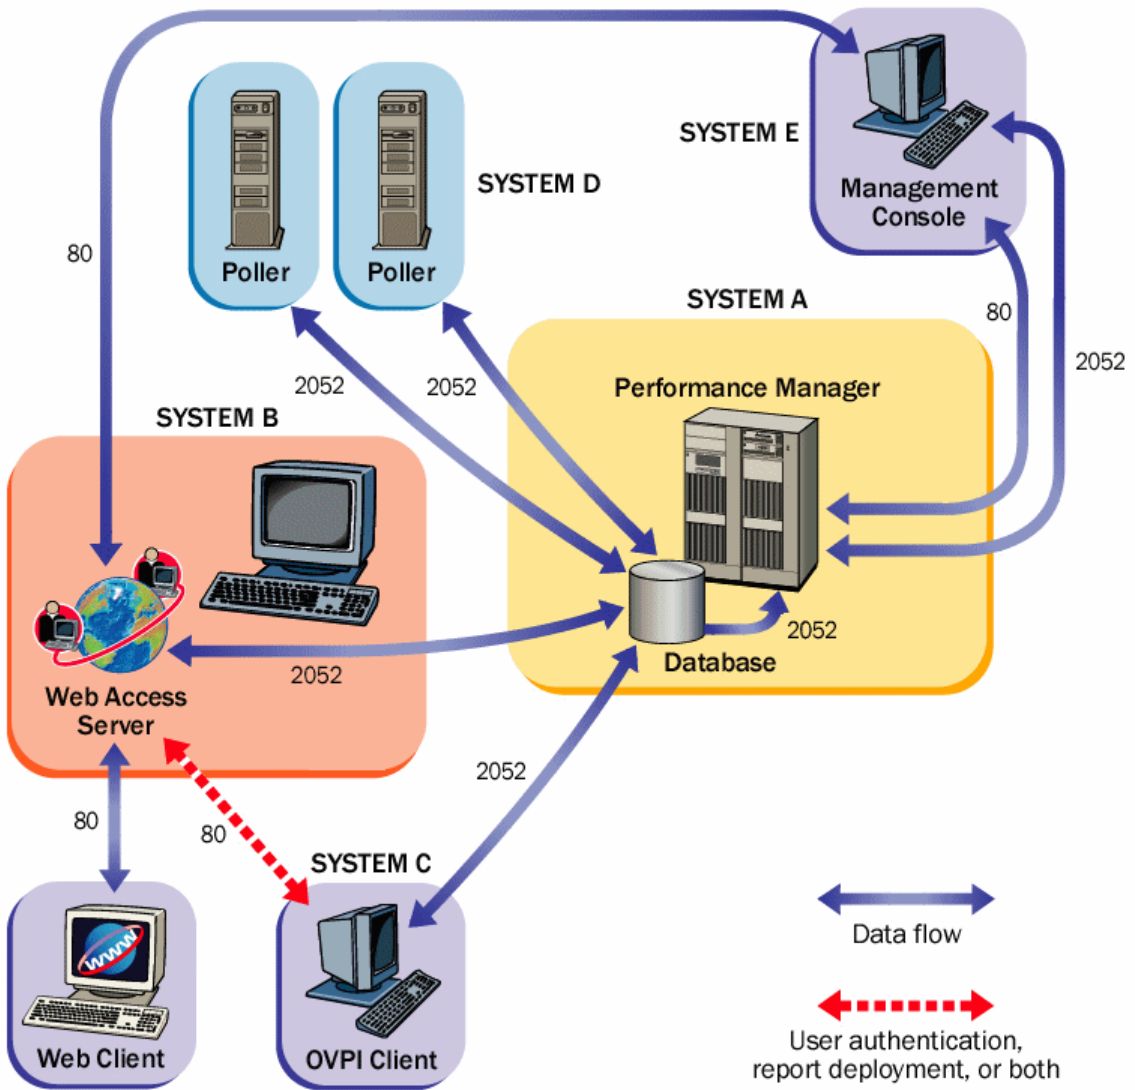 SYSTEM E
Management
Console
SYSTEM D
Poller
Poller
80
SYSTEM A
80
2052
2052
2052
Performance Manager
SYSTEM B
2052
Database
2052
Web Access
Server
2052
80
80
SYSTEM C
WWW
Web Client
OVPI Client
Data flow
User authentication,
report deployment, or both